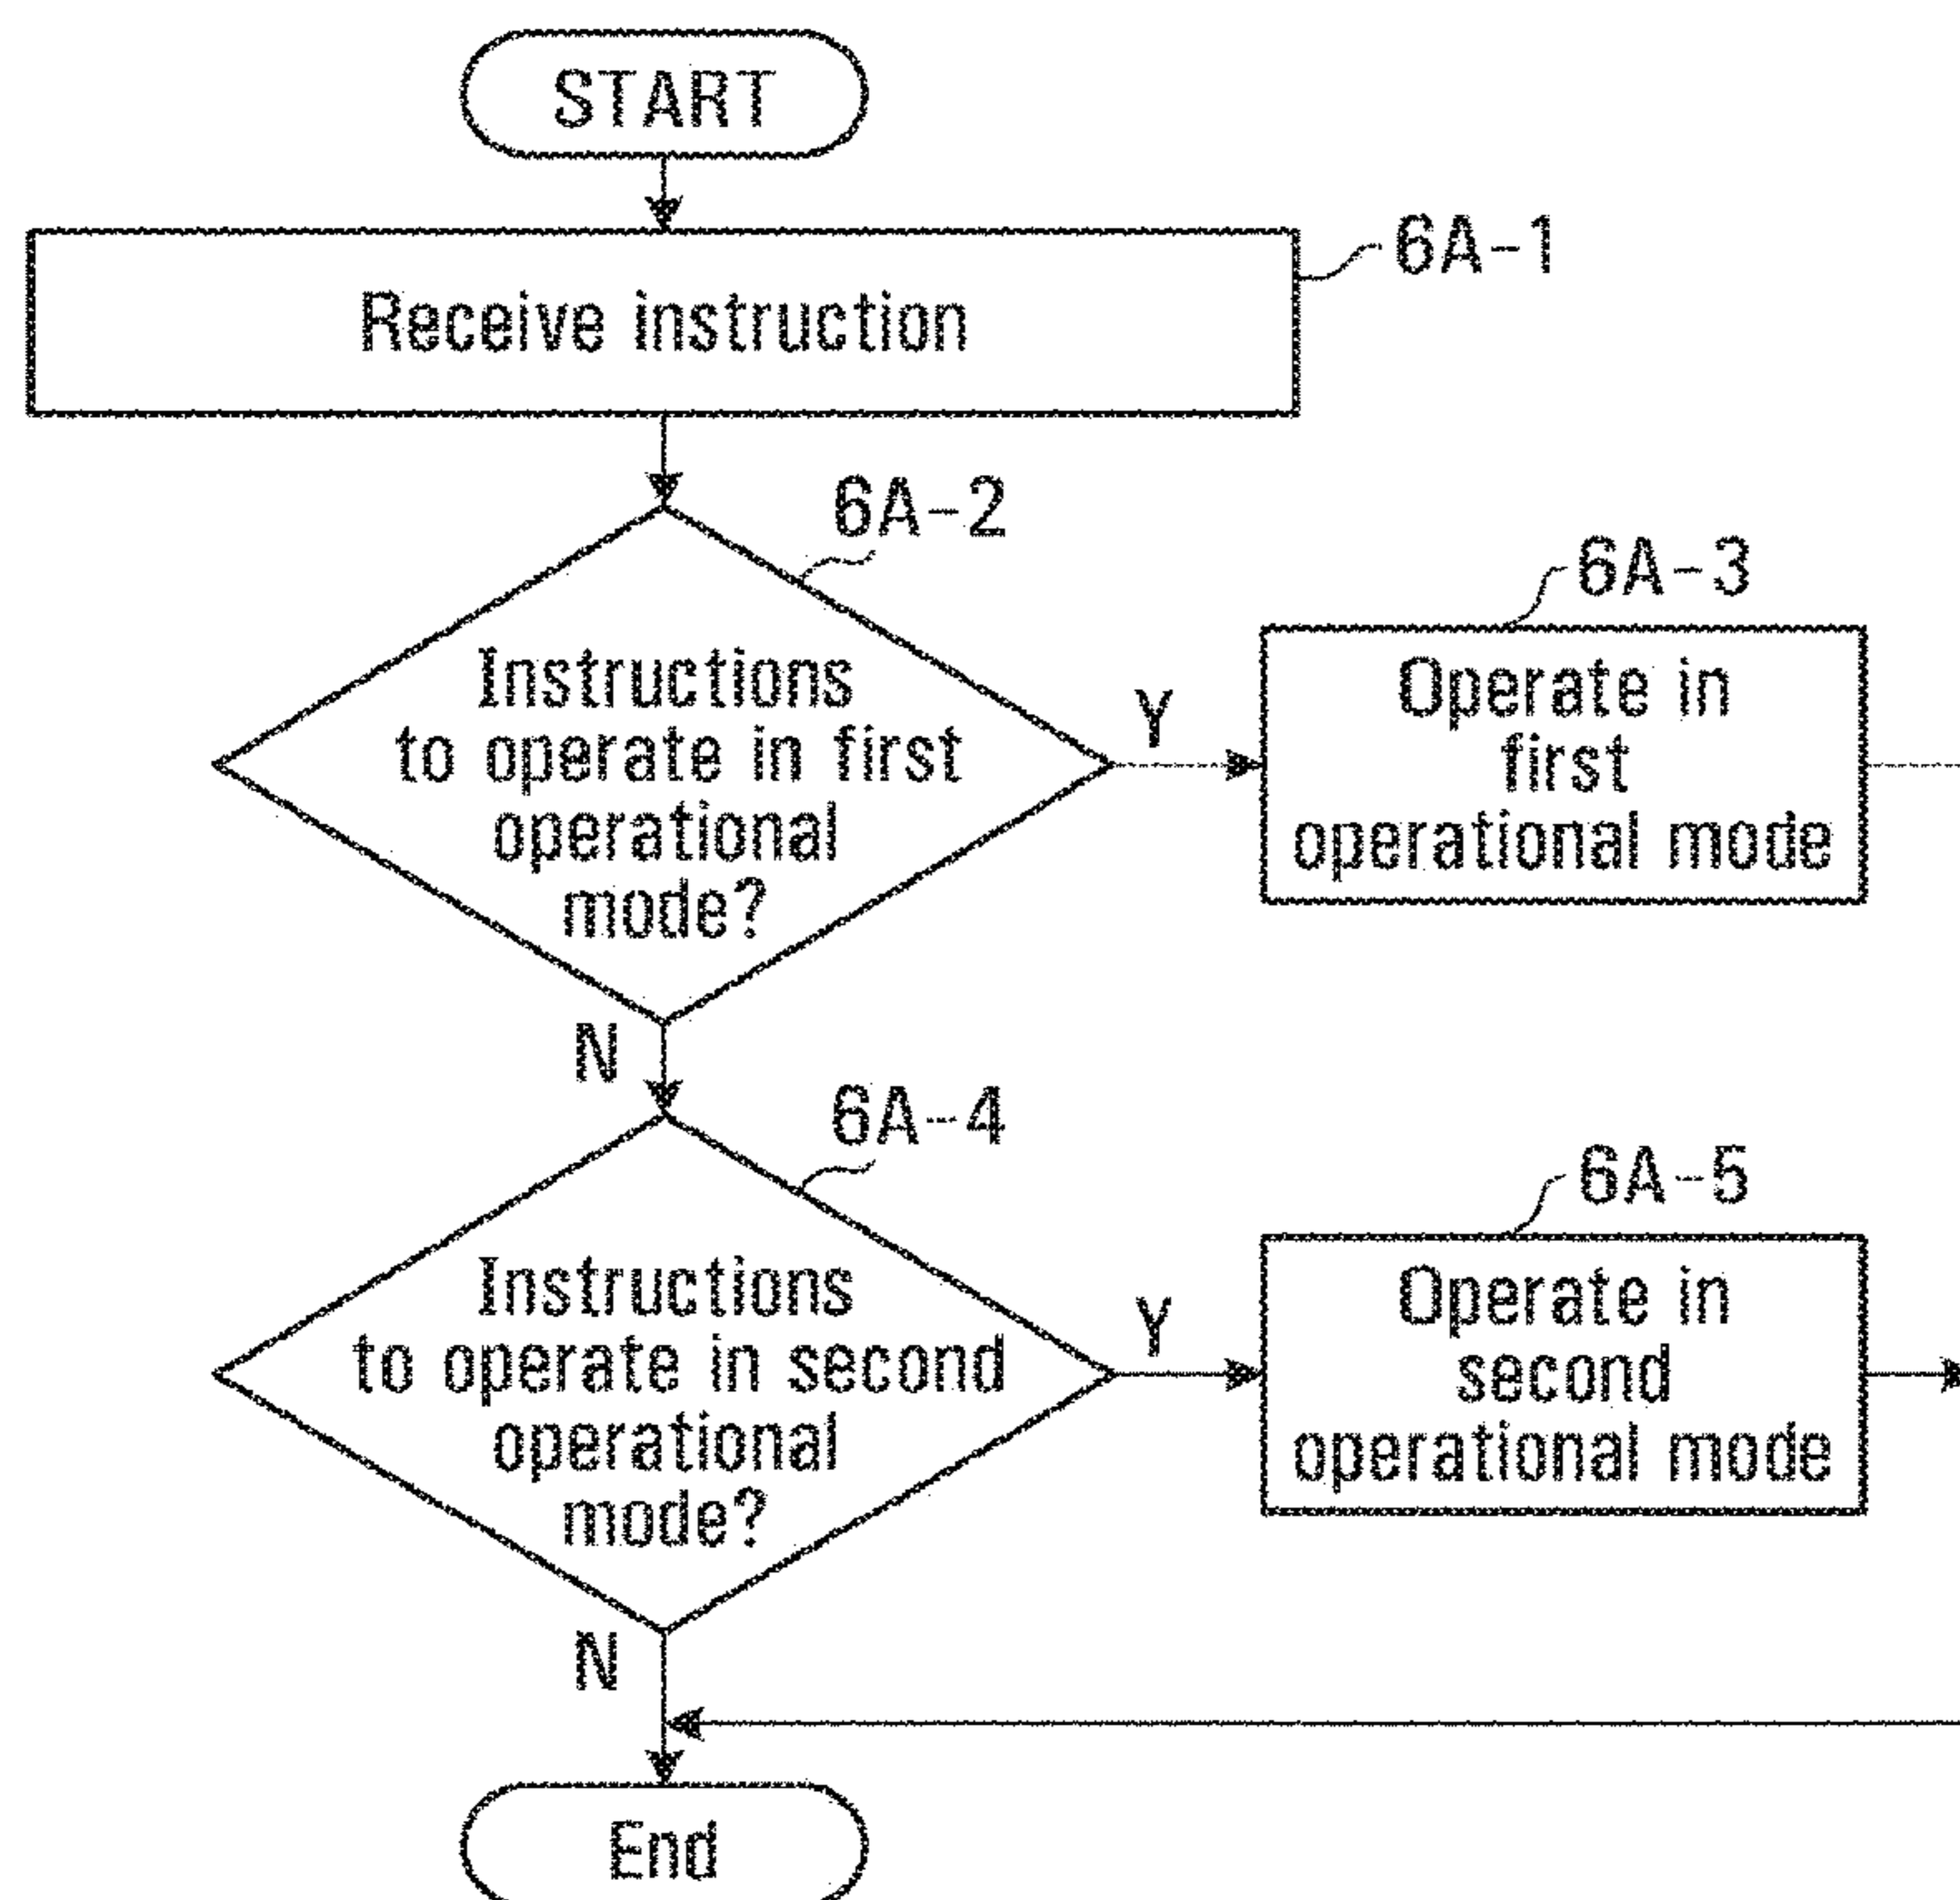 START
6A-1
Receive instruction
6A-2
Instructions
to operate in first
operational
mode?
Y
6A-3
Operate in
first
operational mode
N
6A-4
Instructions
to operate in second
operational
mode?
Y
6A-5
Operate in
second
operational mode
N
End